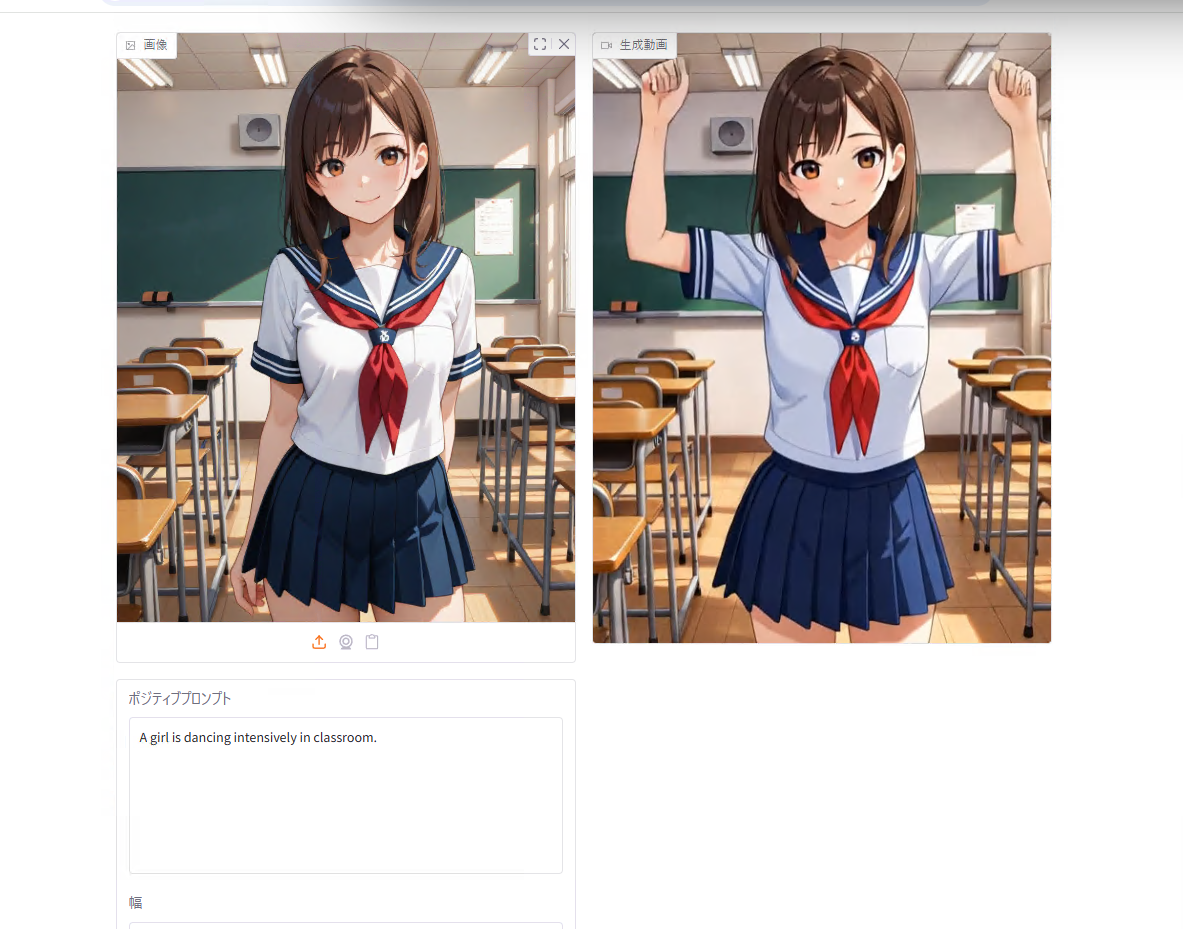 画像
生成動画
ポジティブプロンプト
A girl is dancing intensively in classroom.
幅